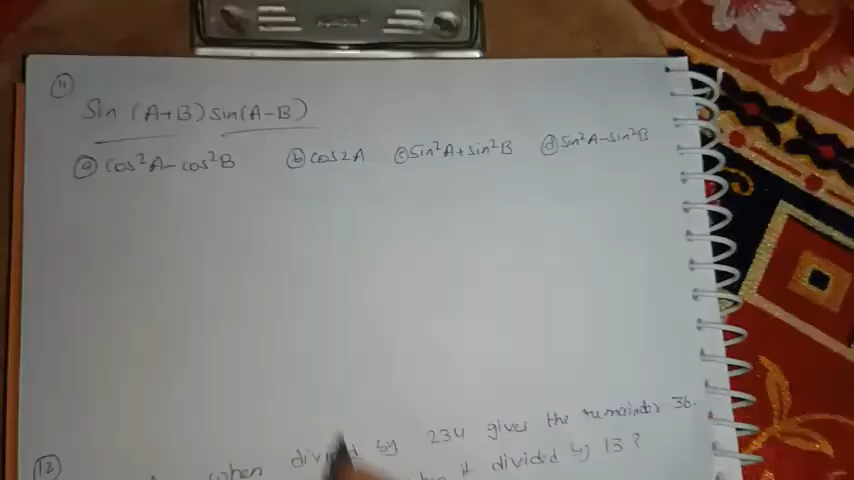 11
Sin (A+B) sin(A-B)
(a) cos²A-cos²B (b) cos2A (c) sin²A+sin²B (d) sin²A-sin²B
12 when divided by 234 gives the remainder 36.
it divided by 13?